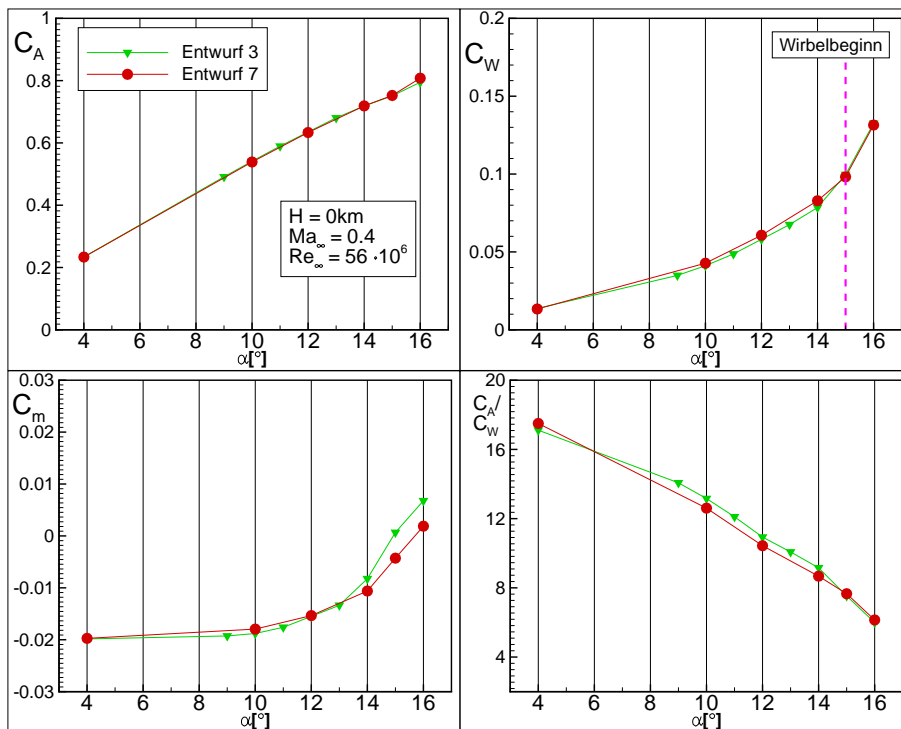 C_A
1
0.8
0.6
0.4
0.2
0
Entwurf 3
Entwurf 7
H = 0km
Ma_∞ = 0.4
Re_∞ = 56 ·10^6
4 6 8 10 12 14 16
α[°]
C_W
0.2
0.15
0.1
0.05
0
Wirbelbeginn
4 6 8 10 12 14 16
α[°]
C_m
0.03
0.02
0.01
0
-0.01
-0.02
-0.03
4 6 8 10 12 14 16
α[°]
C_A/
C_W
20
16
12
8
4
4 6 8 10 12 14 16
α[°]